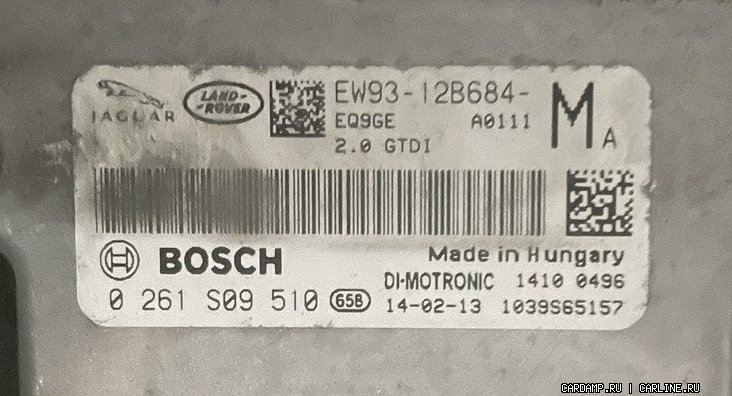 JAGUAR
LAND-
-ROVER
EW93-12B684-
MA
EQ9GE A0111
2.0 GTDI
BOSCH
Made in Hungary
DI-MOTRONIC 1410 0496
0 261 S09 510 658 14-02-13 1039S65157
CARDAMP.RU | CARLINE.RU